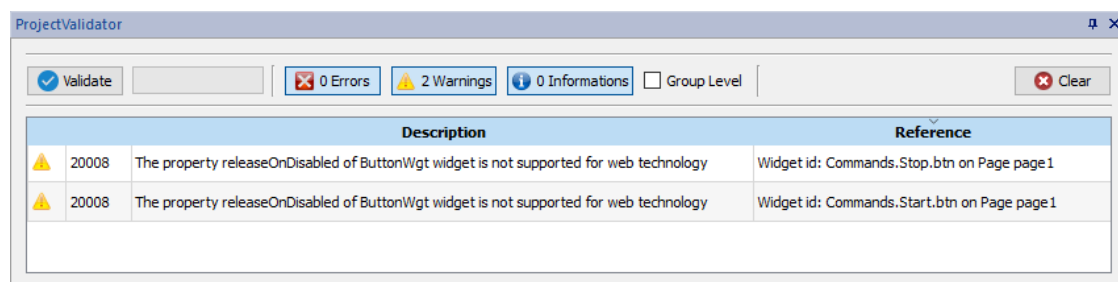 ProjectValidator
Validate 0 Errors 2 Warnings 0 Informations Group Level Clear
Description Reference
20008 The property releaseOnDisabled of ButtonWgt widget is not supported for web technology Widget id: Commands.Stop.btn on Page page1
20008 The property releaseOnDisabled of ButtonWgt widget is not supported for web technology Widget id: Commands.Start.btn on Page page1